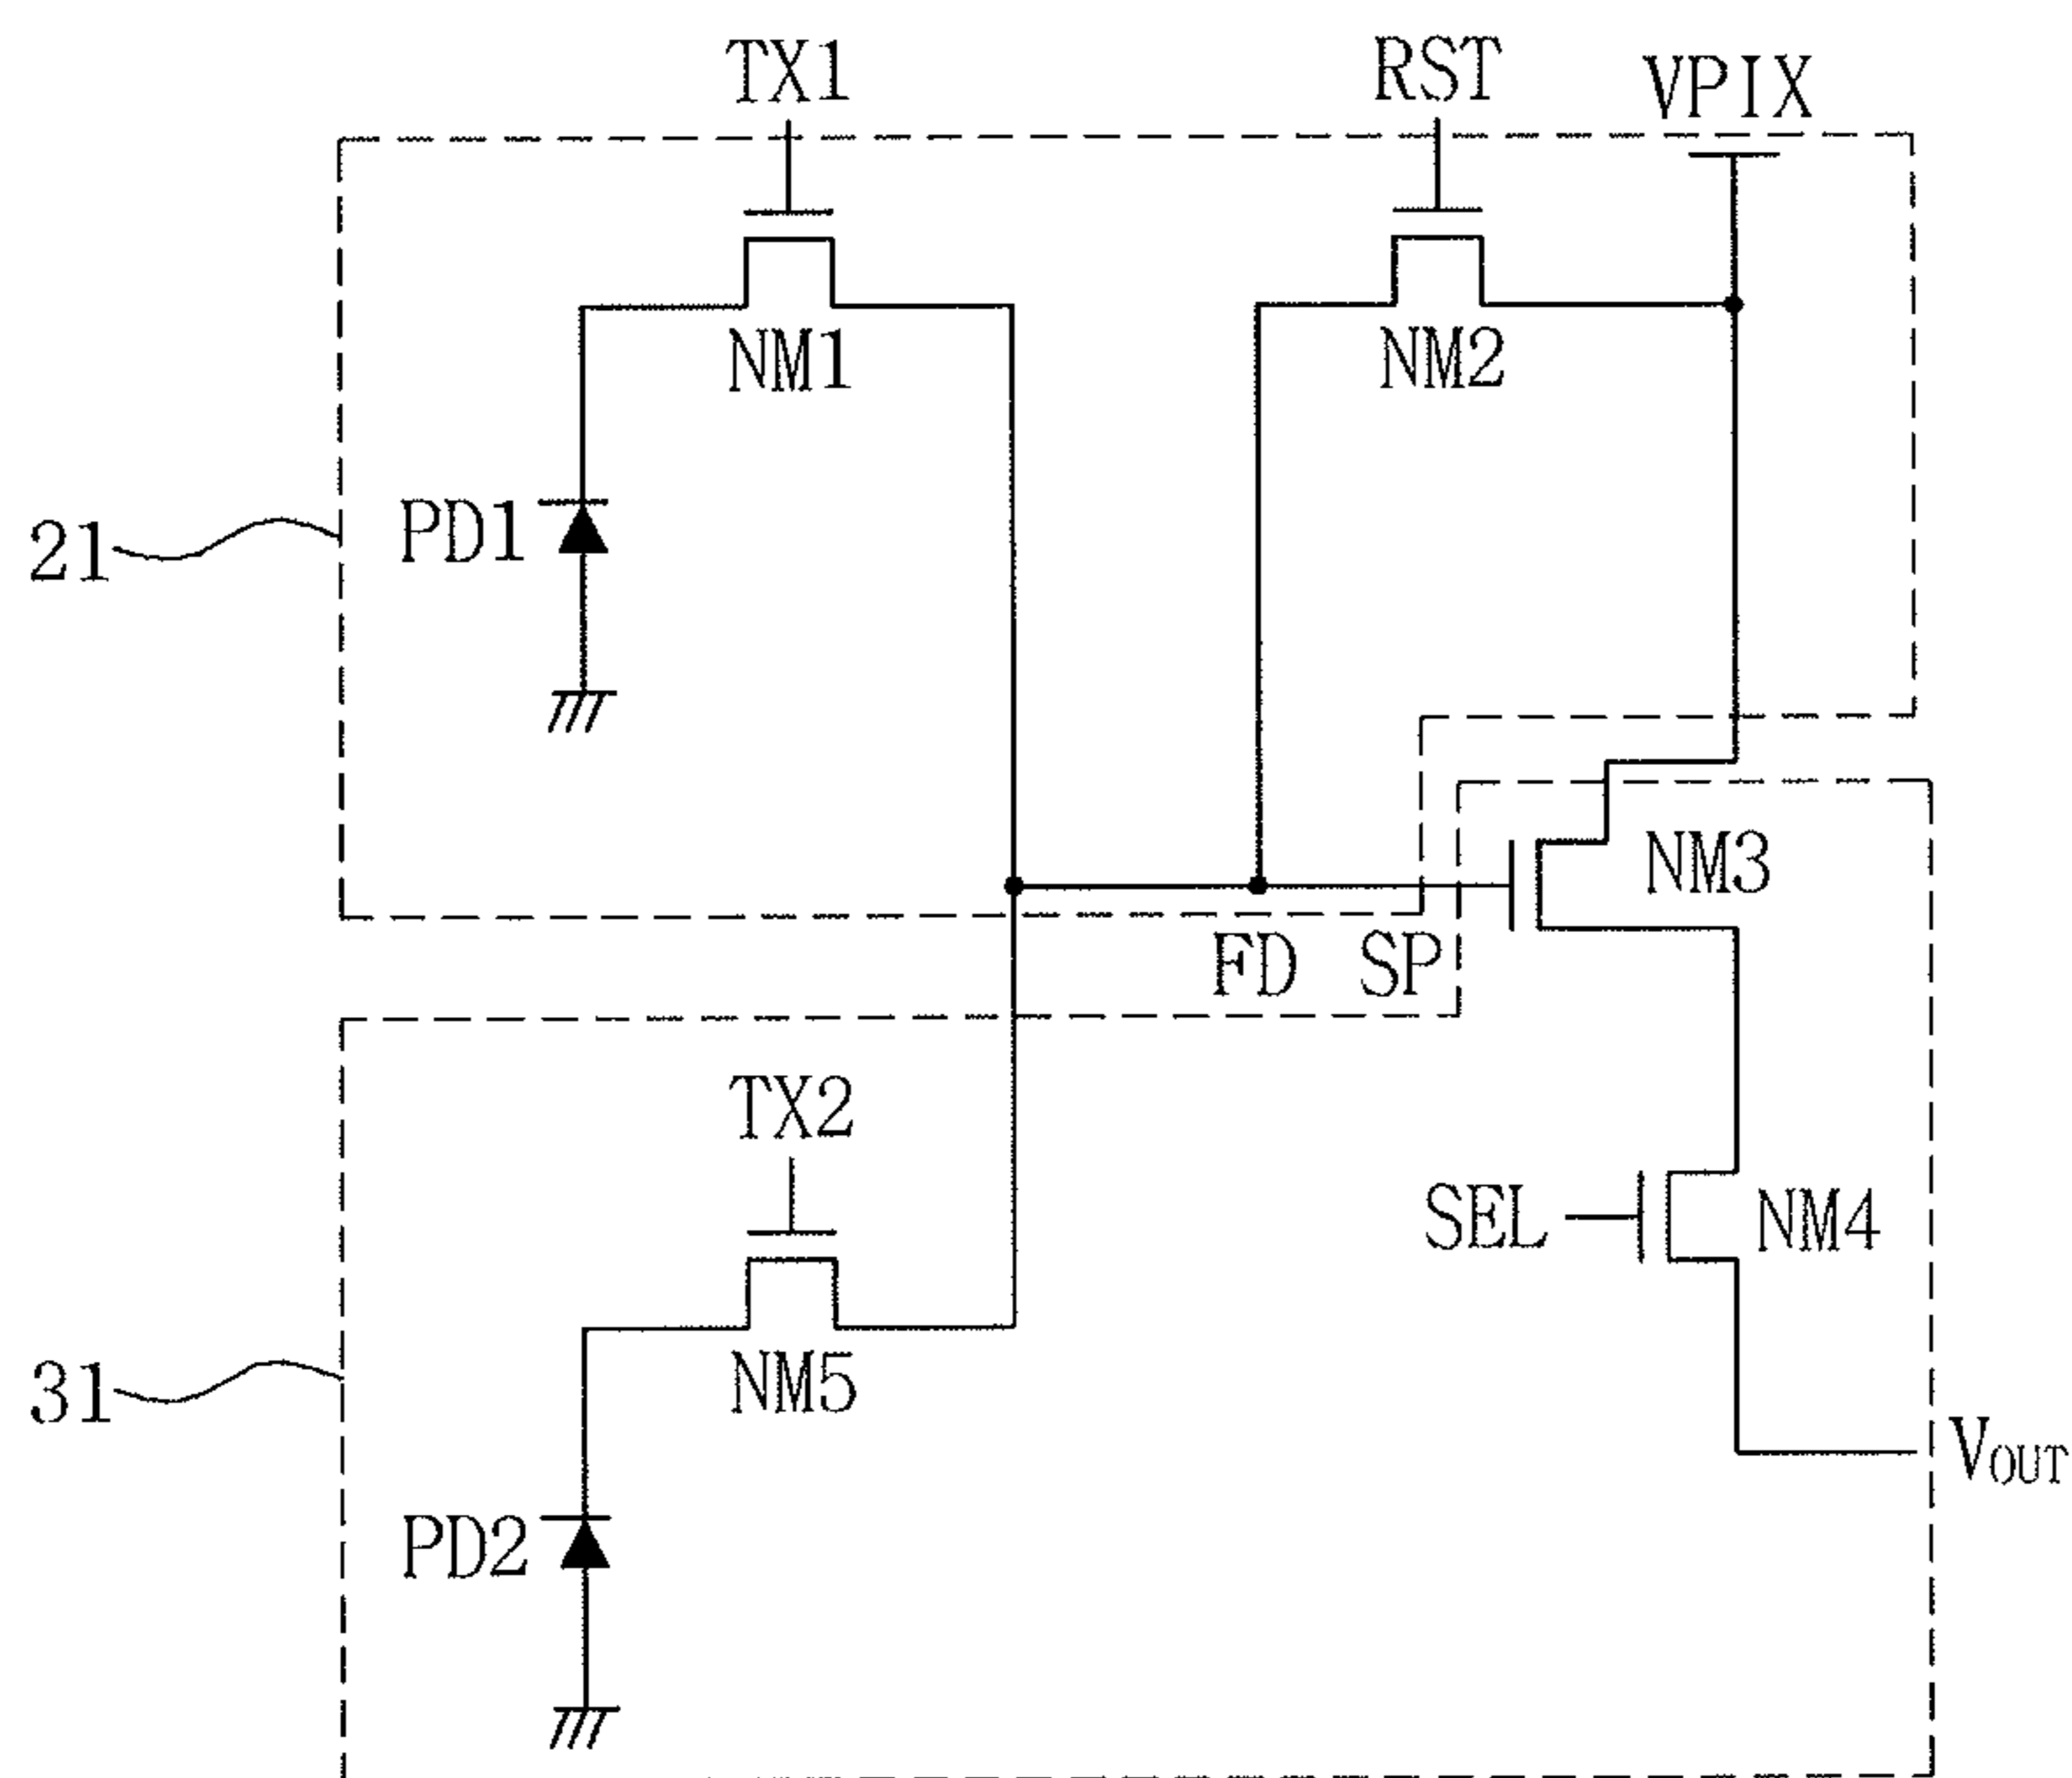 TX1
RST
VPIX
NM1
NM2
PD1
21
NM3
FD
SP
TX2
SEL
NM4
NM5
31
VOUT
PD2